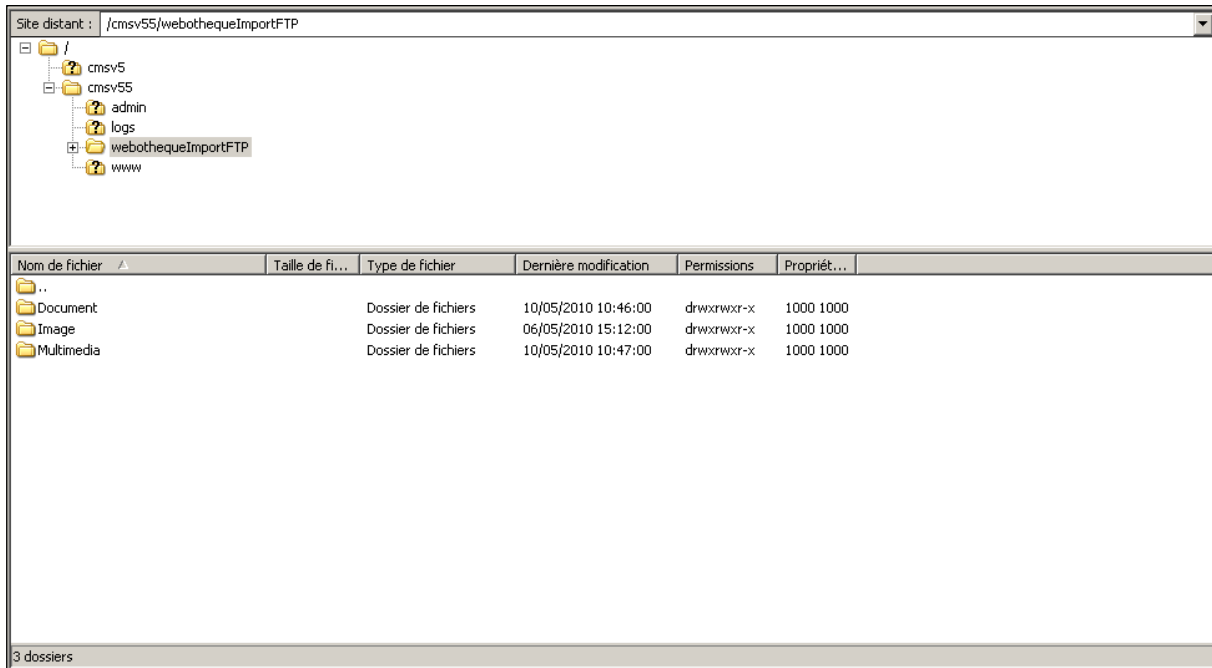 Site distant : /cmsv55/webothequeImportFTP
/
cmsv5
cmsv55
admin
logs
webothequeImportFTP
www
Nom de fichier Taille de fi... Type de fichier Dernière modification Permissions Propriét...
..
Document Dossier de fichiers 10/05/2010 10:46:00 drwxrwxr-x 1000 1000
Image Dossier de fichiers 06/05/2010 15:12:00 drwxrwxr-x 1000 1000
Multimedia Dossier de fichiers 10/05/2010 10:47:00 drwxrwxr-x 1000 1000
3 dossiers